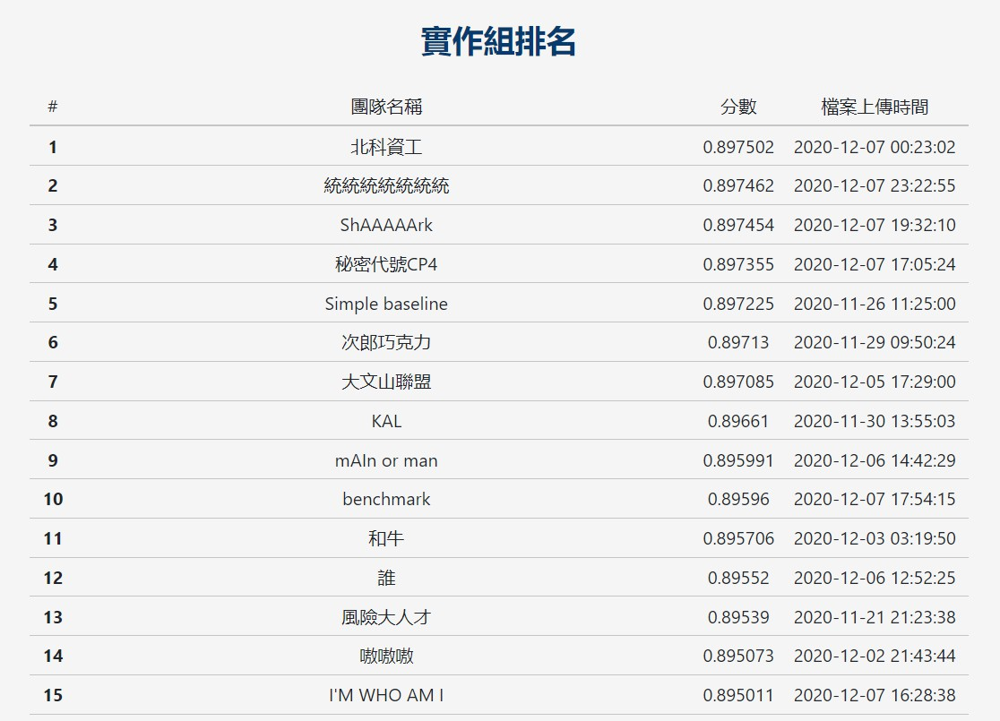 實作組排名
# 團隊名稱 分數 檔案上傳時間
1 北科資工 0.897502 2020-12-07 00:23:02
2 統統統統統統統 0.897462 2020-12-07 23:22:55
3 ShAAAAArk 0.897454 2020-12-07 19:32:10
4 秘密代號CP4 0.897355 2020-12-07 17:05:24
5 Simple baseline 0.897225 2020-11-26 11:25:00
6 次郎巧克力 0.89713 2020-11-29 09:50:24
7 大文山聯盟 0.897085 2020-12-05 17:29:00
8 KAL 0.89661 2020-11-30 13:55:03
9 mAIn or man 0.895991 2020-12-06 14:42:29
10 benchmark 0.89596 2020-12-07 17:54:15
11 和牛 0.895706 2020-12-03 03:19:50
12 誰 0.89552 2020-12-06 12:52:25
13 風險大人才 0.89539 2020-11-21 21:23:38
14 嗷嗷嗷 0.895073 2020-12-02 21:43:44
15 I'M WHO AM I 0.895011 2020-12-07 16:28:38